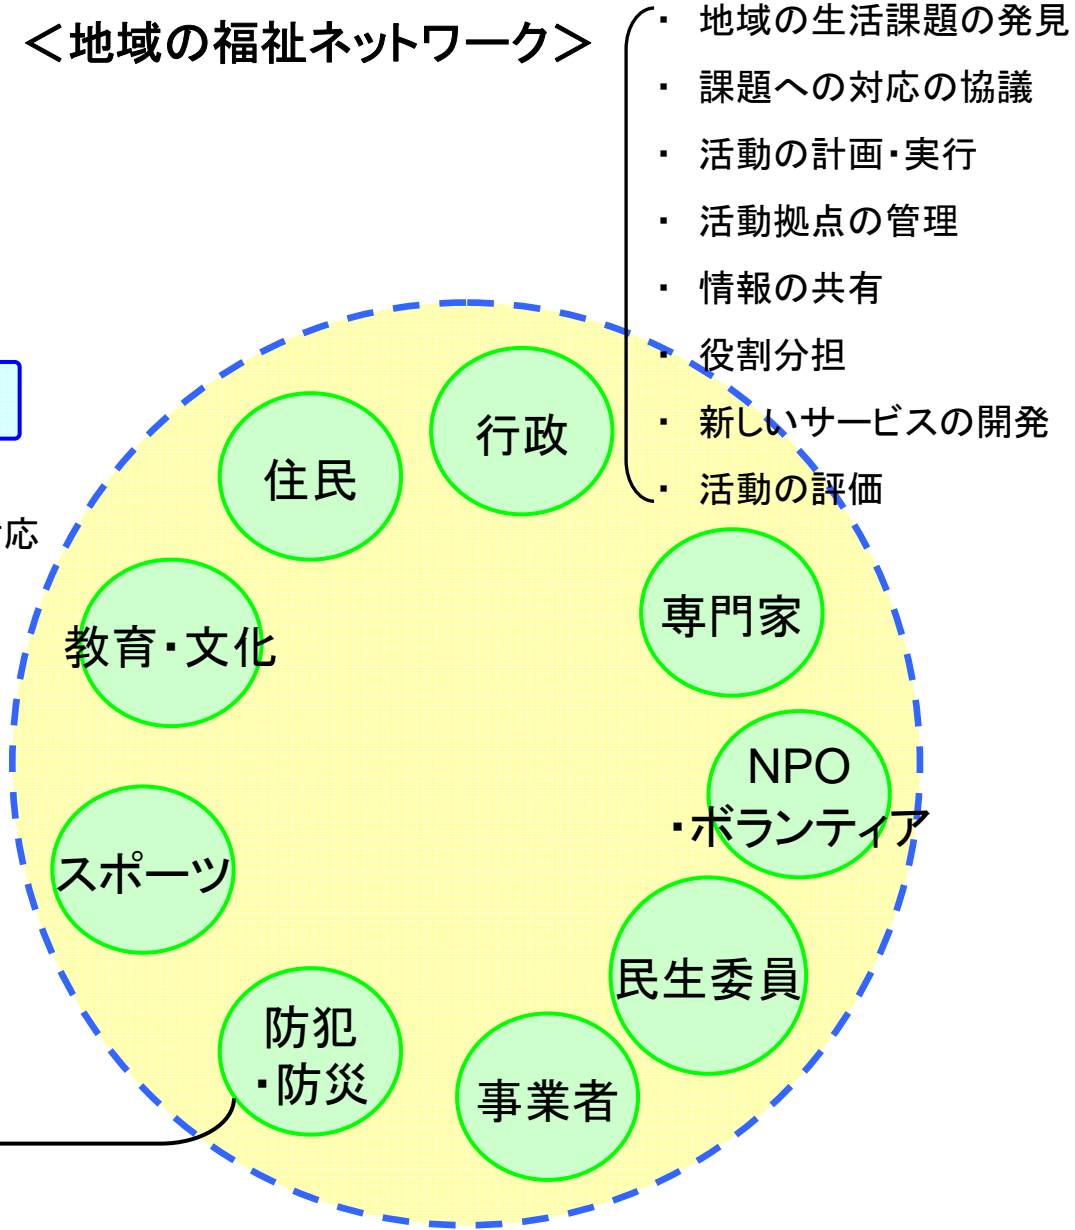 <地域の福祉ネットワーク>
・ 地域の生活課題の発見
・ 課題への対応の協議
・ 活動の計画・実行
・ 活動拠点の管理
・ 情報の共有
・ 役割分担
・ 新しいサービスの開発
・ 活動の評価
行政
住民
応
専門家
教育・文化
NPO
・ボランティア
スポーツ
民生委員
防犯
・防災
事業者